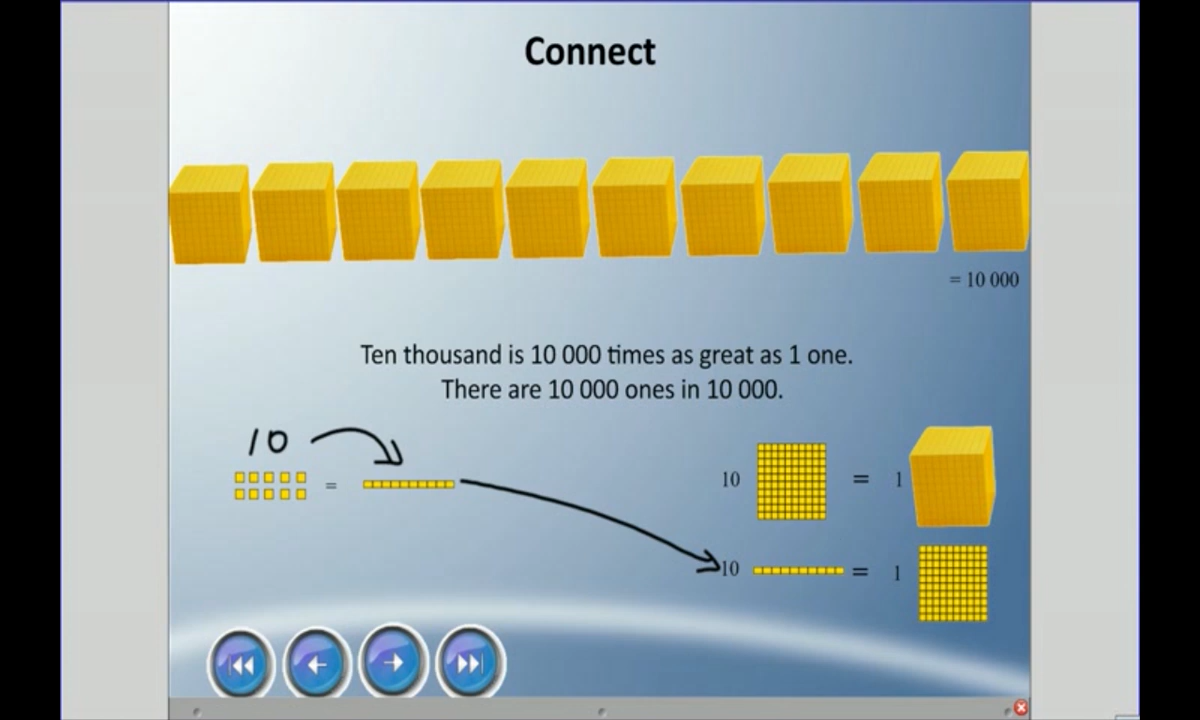 Connect
= 10 000
Ten thousand is 10 000 times as great as 1 one.
There are 10 000 ones in 10 000.
10
=
10 = 1
10 = 1